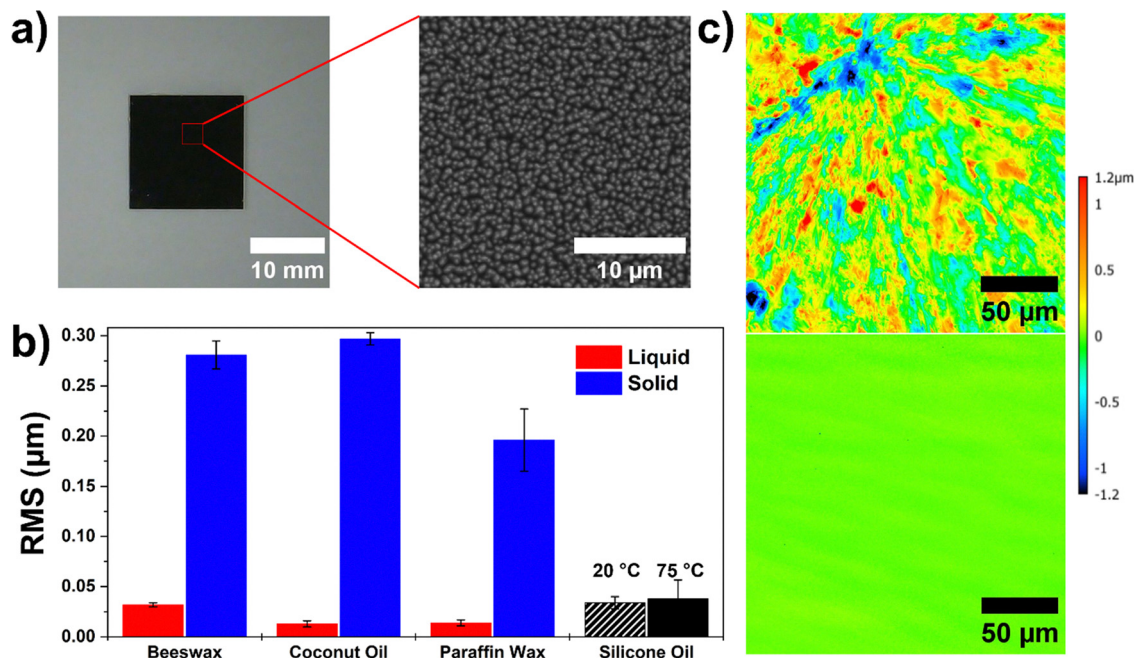 a)
10 mm
10 µm
b)
RMS (µm)
0.30
0.25
0.20
0.15
0.10
0.05
0.00
Liquid
Solid
20 °C 75 °C
Beeswax Coconut Oil Paraffin Wax Silicone Oil
c)
50 µm
1.2µm
1
0.5
0
-0.5
-1
-1.2
50 µm